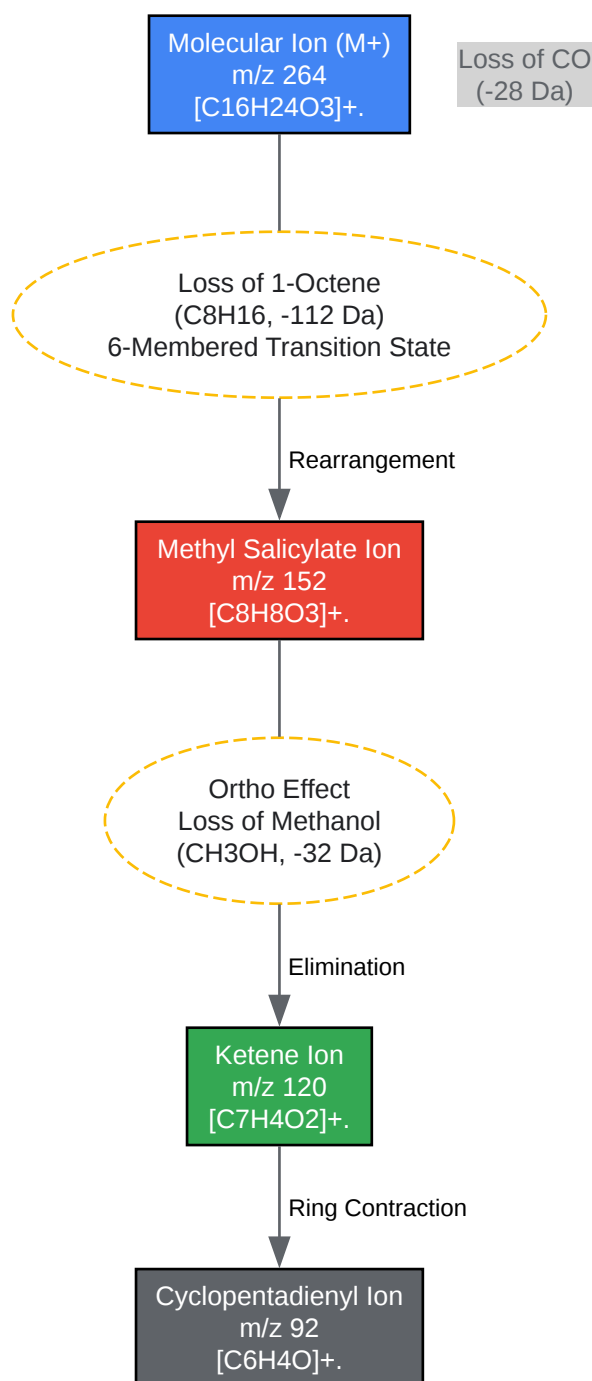 Molecular Ion (M+)
m/z 264
[C16H24O3]+.
Loss of CO
(-28 Da)
Loss of 1-Octene
(C8H16, -112 Da)
6-Membered Transition State
Rearrangement
Methyl Salicylate Ion
m/z 152
[C8H8O3]+.
Ortho Effect
Loss of Methanol
(CH3OH, -32 Da)
Elimination
Ketene Ion
m/z 120
[C7H4O2]+.
Ring Contraction
Cyclopentadienyl Ion
m/z 92
[C6H4O]+.